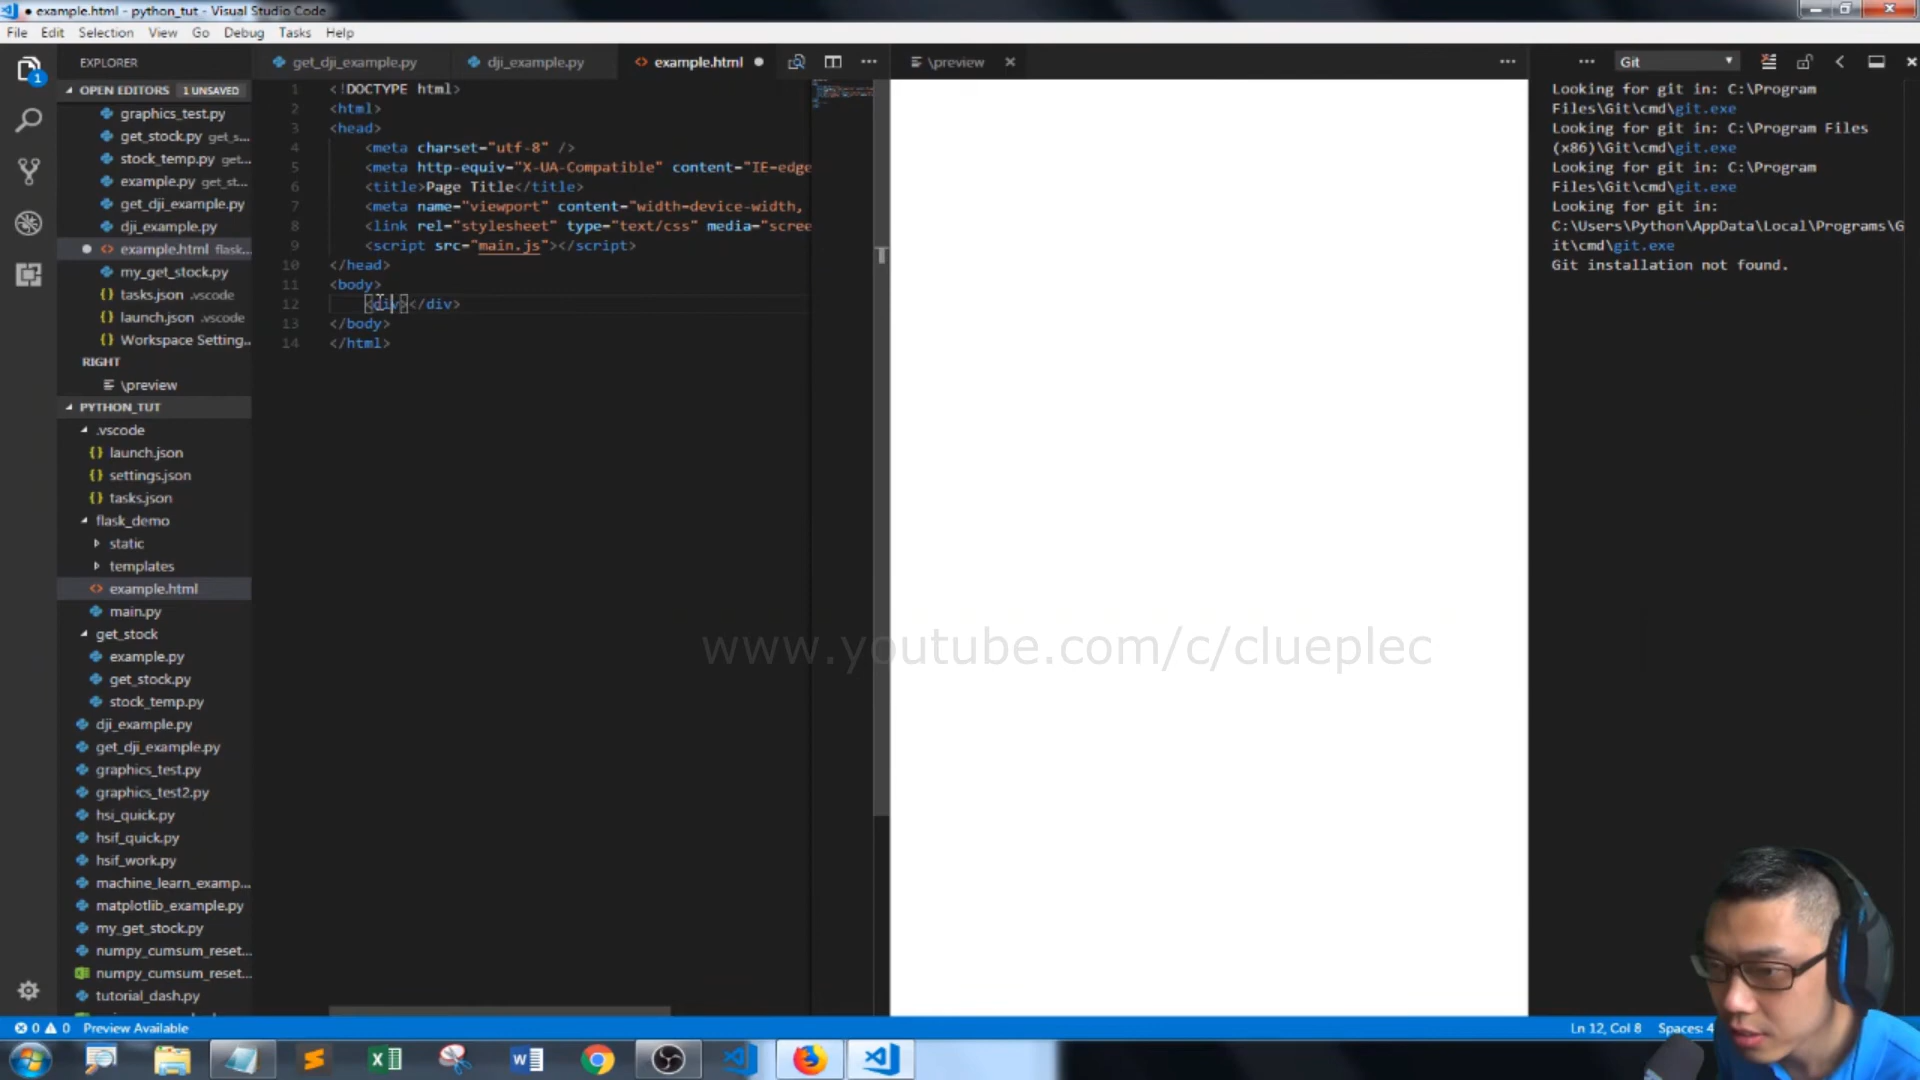 example.html - python_tut - Visual Studio Code
File Edit Selection View Go Debug Tasks Help
EXPLORER
OPEN EDITORS 1 UNSAVED
graphics_test.py
get_stock.py get_s...
stock_temp.py get...
example.py get_st...
get_dji_example.py
dji_example.py
example.html flask...
my_get_stock.py
tasks.json .vscode
launch.json .vscode
Workspace Setting...
RIGHT
\preview
PYTHON_TUT
.vscode
launch.json
settings.json
tasks.json
flask_demo
static
templates
example.html
main.py
get_stock
example.py
get_stock.py
stock_temp.py
dji_example.py
get_dji_example.py
graphics_test.py
graphics_test2.py
hsi_quick.py
hsif_quick.py
hsif_work.py
machine_learn_examp...
matplotlib_example.py
my_get_stock.py
numpy_cumsum_reset...
numpy_cumsum_reset...
tutorial_dash.py
get_dji_example.py dji_example.py example.html
1 <!DOCTYPE html>
2 <html>
3 <head>
4 <meta charset="utf-8" />
5 <meta http-equiv="X-UA-Compatible" content="IE-edge
6 <title>Page Title</title>
7 <meta name="viewport" content="width=device-width,
8 <link rel="stylesheet" type="text/css" media="scree
9 <script src="main.js"></script>
10 </head>
11 <body>
12 <div></div>
13 </body>
14 </html>
\preview
www.youtube.com/c/clueplec
Git
Looking for git in: C:\Program
Files\Git\cmd\git.exe
Looking for git in: C:\Program Files
(x86)\Git\cmd\git.exe
Looking for git in: C:\Program
Files\Git\cmd\git.exe
Looking for git in:
C:\Users\Python\AppData\Local\Programs\G
it\cmd\git.exe
Git installation not found.
0 0 Preview Available
Ln 12, Col 8 Spaces: 4